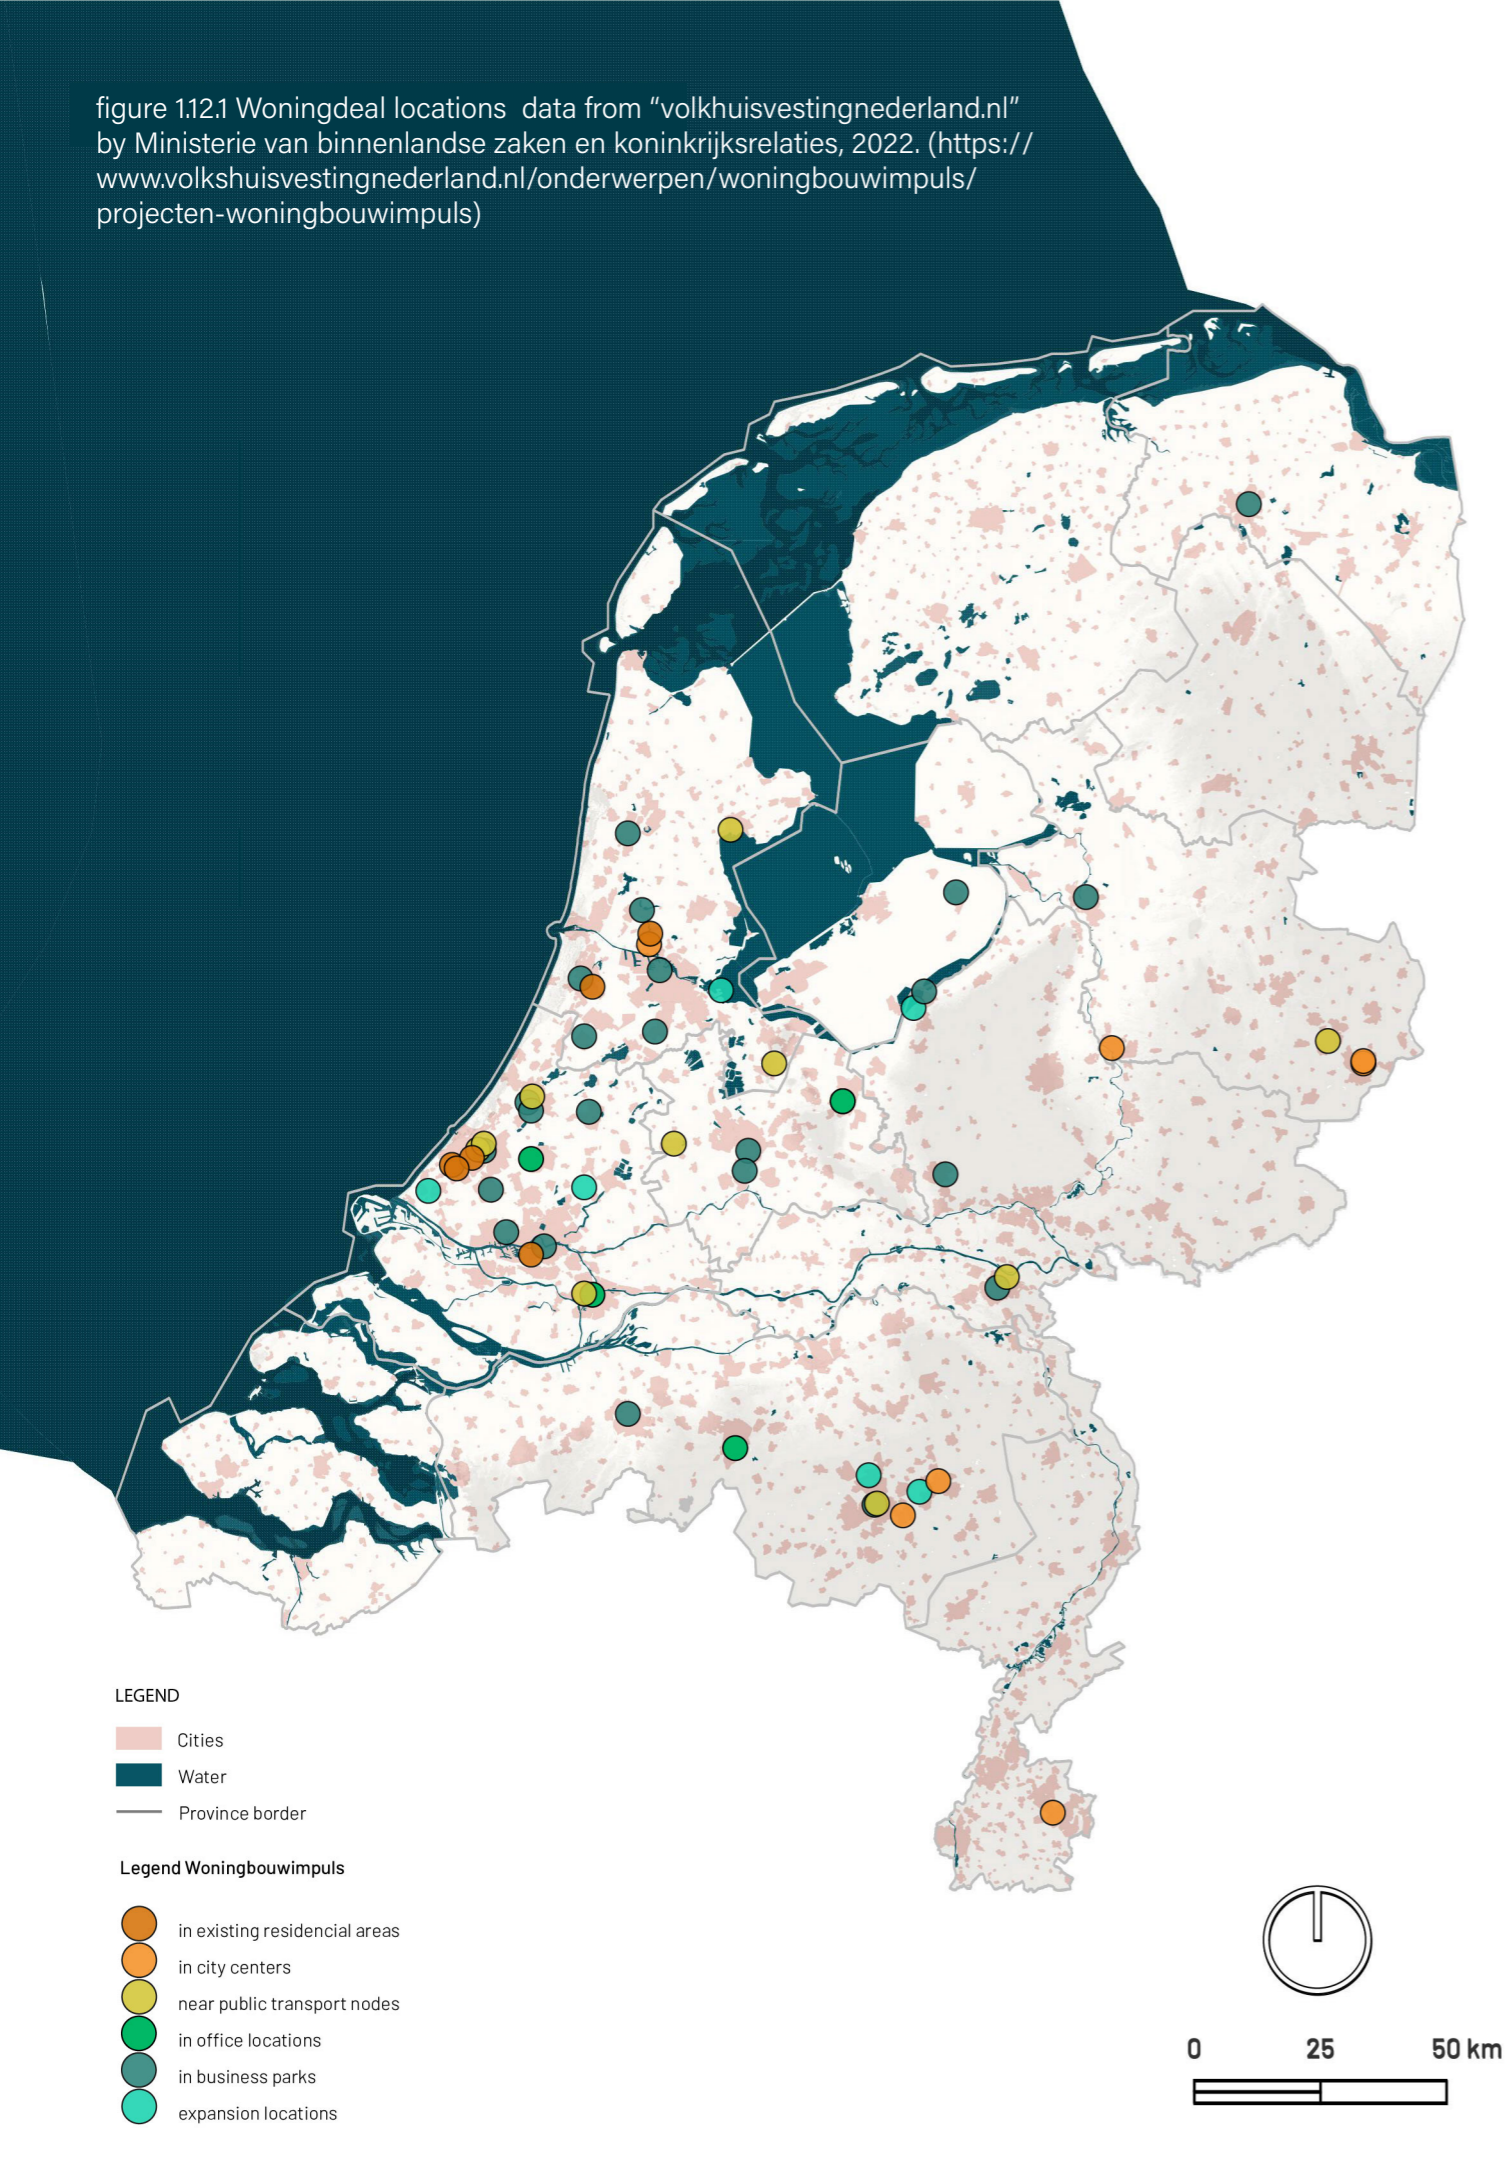 figure 1.12.1 Woningdeal locations  data from “volkhuisvestingnederland.nl”
by Ministerie van binnenlandse zaken en koninkrijksrelaties, 2022. (https://
www.volkshuisvestingnederland.nl/onderwerpen/woningbouwimpuls/
projecten-woningbouwimpuls)
LEGEND
Cities
Water
Province border
Legend Woningbouwimpuls
in existing residencial areas
in city centers
near public transport nodes
in office locations
in business parks
expansion locations
0 25 50 km